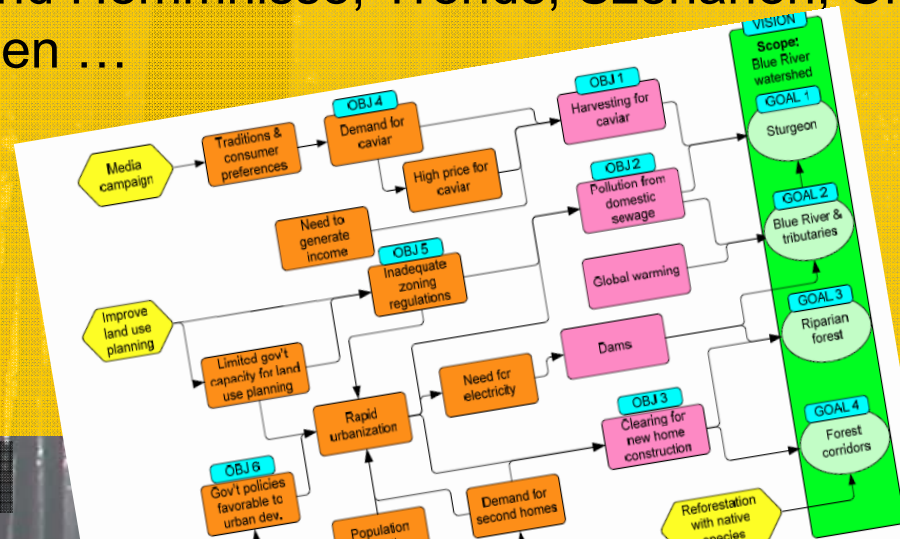 Trends,
en …
VISION
Scope:
Blue River
watershed
GOAL 1
Sturgeon
GOAL 2
Blue River &
tributaries
GOAL 3
Riparian
forest
GOAL 4
Forest
corridors
OBJ 1
Harvesting for
caviar
OBJ 4
Demand for
caviar
Traditions &
consumer
preferences
Media
campaign
High price for
caviar
OBJ 2
Pollution from
domestic
sewage
Need to
generate
income
OBJ 5
Inadequate
zoning
regulations
Global warming
Improve
land use
planning
Dams
Limited gov't
capacity for land
use planning
Need for
electricity
Rapid
urbanization
OBJ 3
Clearing for
new home
construction
OBJ 6
Gov't policies
favorable to
urban dev.
Demand for
second homes
Population
Reforestation
with native
species